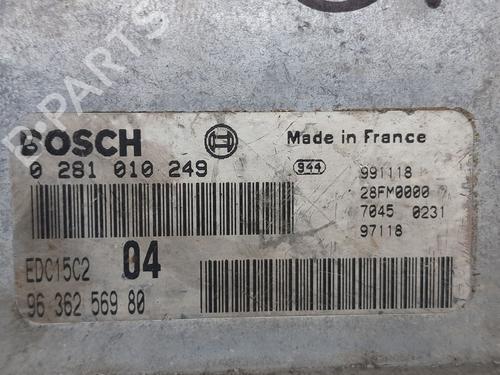 B-PARTS
BOSCH
Made in France
0 281 010 249
944
991118
28FM0000
7045 0231
97118
EDC15C2 04
96 362 569 80